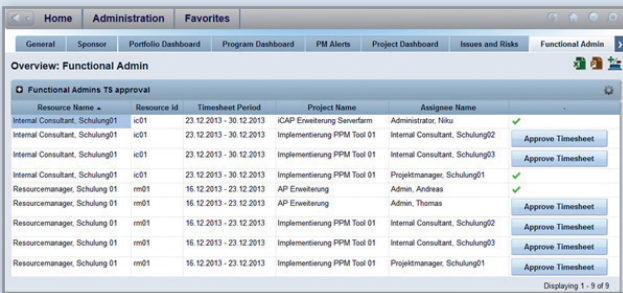 Home Administration Favorites
General Sponsor Portfolio Dashboard Program Dashboard PM Alerts Project Dashboard Issues and Risks Functional Admin
Overview: Functional Admin
Functional Admins TS approval
Resource Name Resource id Timesheet Period Project Name Assignee Name -
Internal Consultant, Schulung01 ic01 23.12.2013 - 30.12.2013 iCAP Erweiterung Serverfarm Administrator, Niku
Internal Consultant, Schulung01 ic01 23.12.2013 - 30.12.2013 Implementierung PPM Tool 01 Internal Consultant, Schulung02 Approve Timesheet
Internal Consultant, Schulung01 ic01 23.12.2013 - 30.12.2013 Implementierung PPM Tool 01 Internal Consultant, Schulung03 Approve Timesheet
Internal Consultant, Schulung01 ic01 23.12.2013 - 30.12.2013 Implementierung PPM Tool 01 Projektmanager, Schulung01
Resourcemanager, Schulung 01 rm01 16.12.2013 - 23.12.2013 AP Erweiterung Admin, Andreas
Resourcemanager, Schulung 01 rm01 16.12.2013 - 23.12.2013 AP Erweiterung Admin, Thomas Approve Timesheet
Resourcemanager, Schulung 01 rm01 16.12.2013 - 23.12.2013 Implementierung PPM Tool 01 Internal Consultant, Schulung02 Approve Timesheet
Resourcemanager, Schulung 01 rm01 16.12.2013 - 23.12.2013 Implementierung PPM Tool 01 Internal Consultant, Schulung03 Approve Timesheet
Resourcemanager, Schulung 01 rm01 16.12.2013 - 23.12.2013 Implementierung PPM Tool 01 Projektmanager, Schulung01 Approve Timesheet
Displaying 1 - 9 of 9